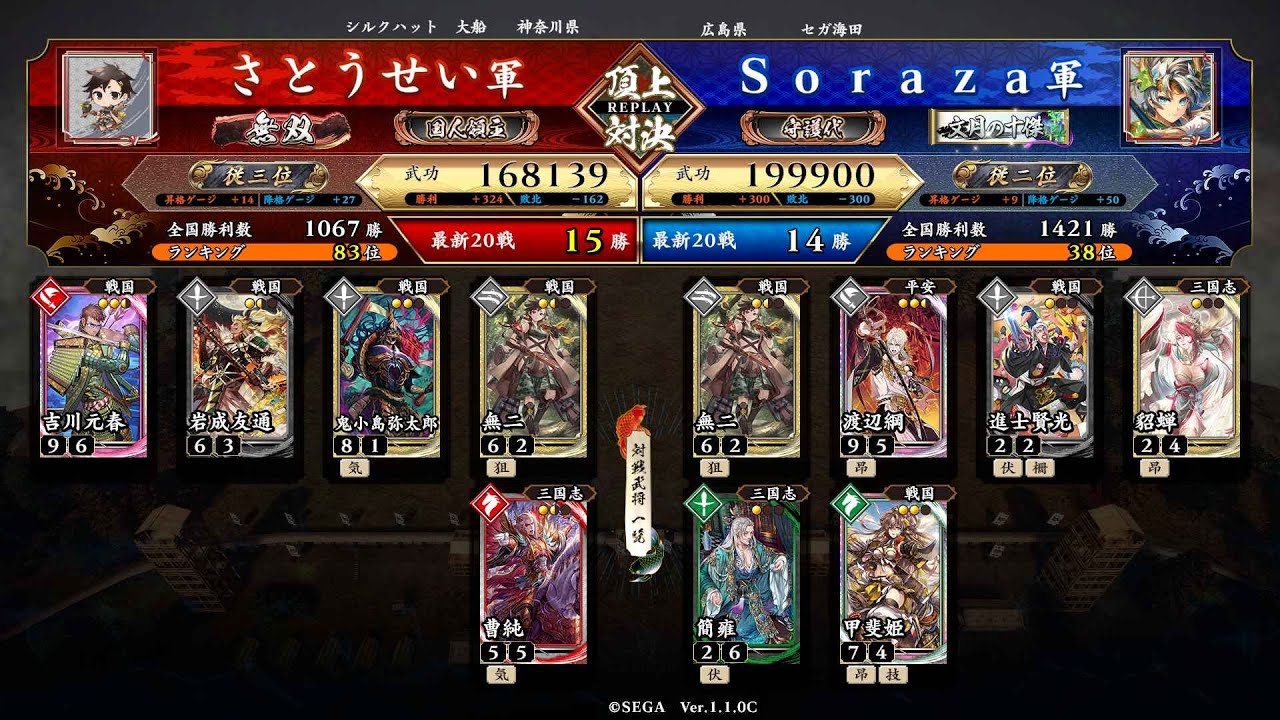 シルクハット 大船 神奈川県 広島県 セガ海田
さとうせい軍 頂上 Soraza軍
REPLAY
対決
無双 国人領主 守護代 文月の十傑
従三位 武功 168139 武功 199900 従二位
昇格ゲージ +14 降格ゲージ +27 勝利 +324 敗北 -162 勝利 +300 敗北 -300 昇格ゲージ +9 降格ゲージ +50
全国勝利数 1067勝 最新20戦 15勝 最新20戦 14勝 全国勝利数 1421勝
ランキング 83位 ランキング 38位
戦国 戦国 戦国 戦国 戦国 平安 戦国 三国志
吉川元春 岩成友通 鬼小島弥太郎 無二 無二 渡辺綱 進士賢光 貂蝉
9 6 6 3 8 1 6 2 6 2 9 5 2 2 2 4
気 狙 狙 昂 伏 柵 昂
対戦武将一覧
三国志 三国志 戦国
曹純 簡雍 甲斐姫
5 5 2 6 7 4
気 伏 昂 技
©SEGA Ver.1.1.0C